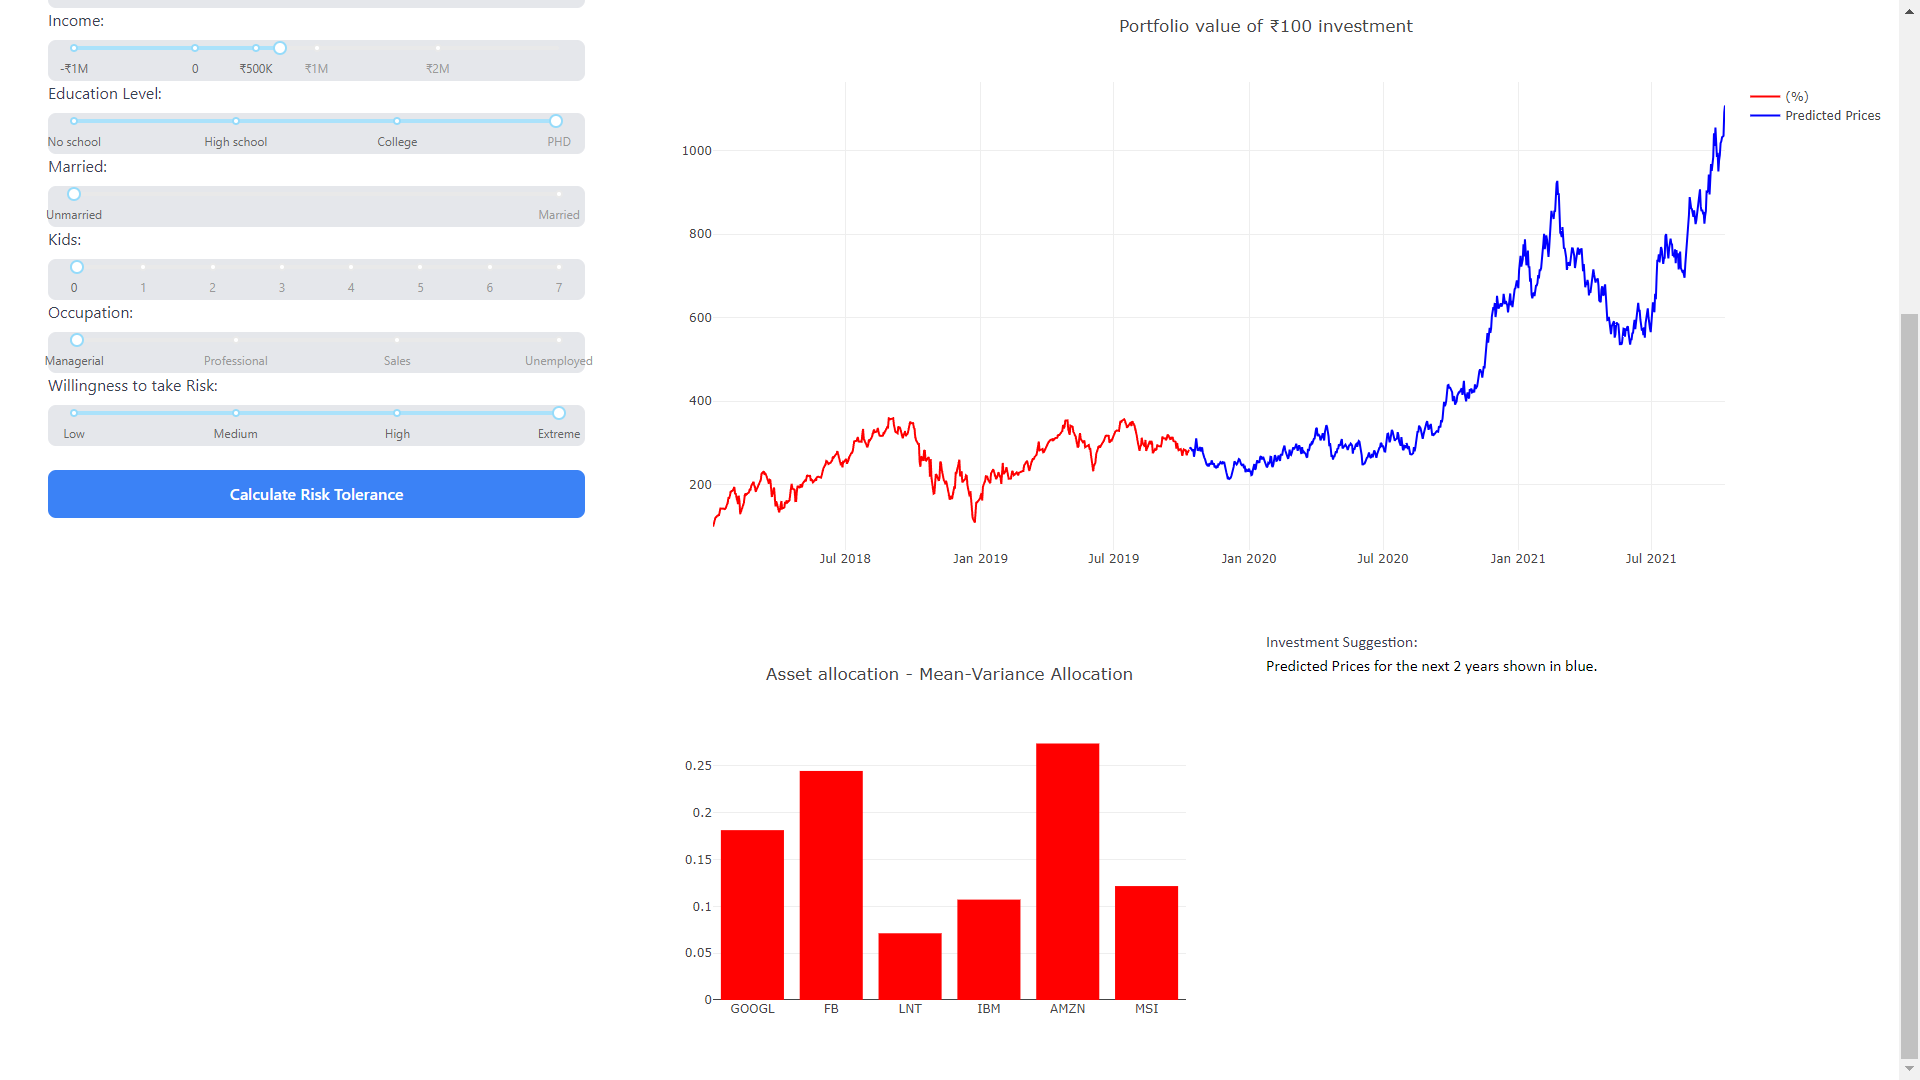 Income:
-₹1M 0 ₹500K ₹1M ₹2M
Education Level:
No school High school College PHD
Married:
Unmarried Married
Kids:
0 1 2 3 4 5 6 7
Occupation:
Managerial Professional Sales Unemployed
Willingness to take Risk:
Low Medium High Extreme
Calculate Risk Tolerance
Portfolio value of ₹100 investment
(%)
Predicted Prices
1000
800
600
400
200
Jul 2018 Jan 2019 Jul 2019 Jan 2020 Jul 2020 Jan 2021 Jul 2021
Asset allocation - Mean-Variance Allocation
0.25
0.2
0.15
0.1
0.05
0
GOOGL FB LNT IBM AMZN MSI
Investment Suggestion:
Predicted Prices for the next 2 years shown in blue.